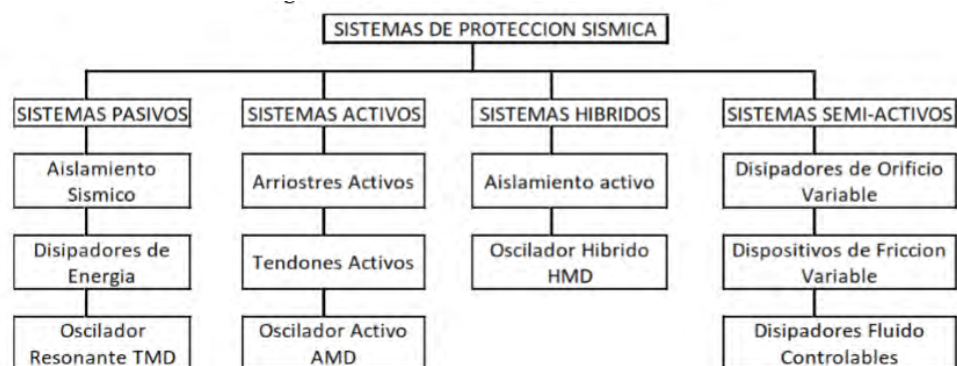 SISTEMAS DE PROTECCION SISMICA
SISTEMAS PASIVOS
Aislamiento
Sismico
Disipadores de
Energia
Oscilador
Resonante TMD
SISTEMAS ACTIVOS
Arriostres Activos
Tendones Activos
Oscilador Activo
AMD
SISTEMAS HIBRIDOS
Aislamiento activo
Oscilador Hibrido
HMD
SISTEMAS SEMI-ACTIVOS
Disipadores de Orificio
Variable
Dispositivos de Friccion
Variable
Disipadores Fluido
Controlables